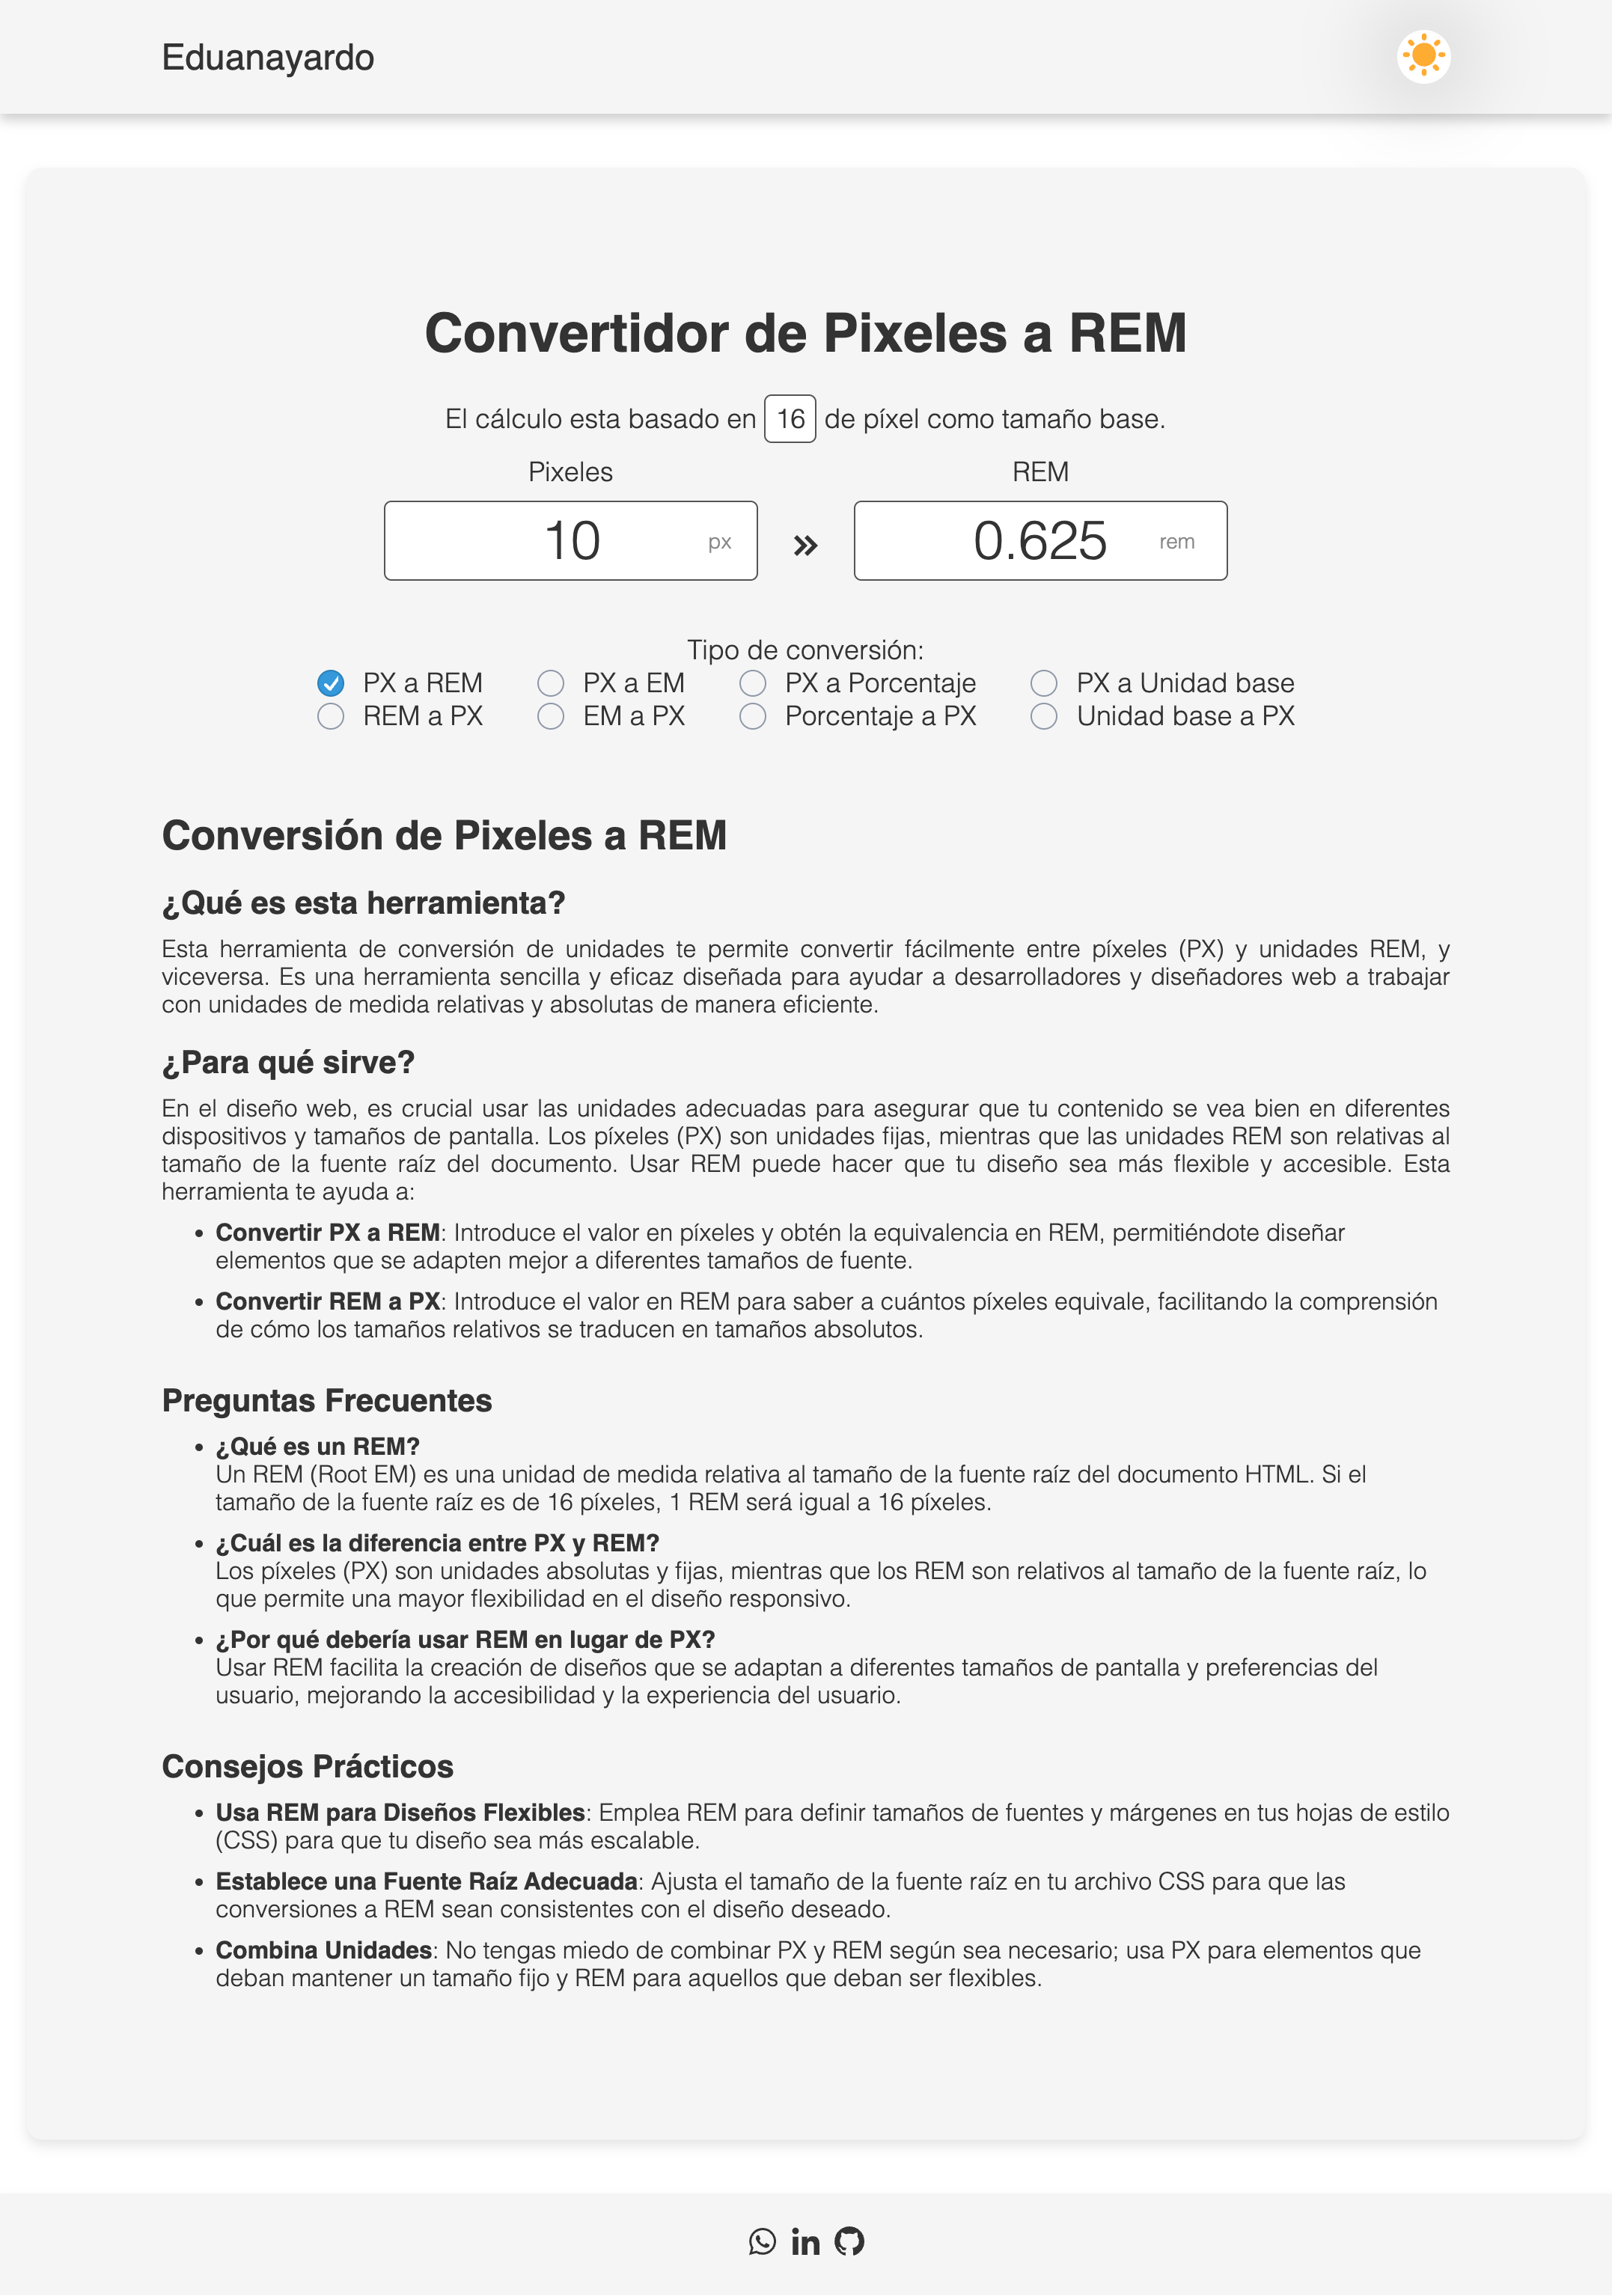 Eduanayardo
Convertidor de Pixeles a REM
El cálculo esta basado en 16 de píxel como tamaño base.
Pixeles
REM
10 px
0.625 rem
Tipo de conversión:
PX a REM PX a EM PX a Porcentaje PX a Unidad base
REM a PX EM a PX Porcentaje a PX Unidad base a PX
Conversión de Pixeles a REM
¿Qué es esta herramienta?
Esta herramienta de conversión de unidades te permite convertir fácilmente entre píxeles (PX) y unidades REM, y
viceversa. Es una herramienta sencilla y eficaz diseñada para ayudar a desarrolladores y diseñadores web a trabajar
con unidades de medida relativas y absolutas de manera eficiente.
¿Para qué sirve?
En el diseño web, es crucial usar las unidades adecuadas para asegurar que tu contenido se vea bien en diferentes
dispositivos y tamaños de pantalla. Los píxeles (PX) son unidades fijas, mientras que las unidades REM son relativas al
tamaño de la fuente raíz del documento. Usar REM puede hacer que tu diseño sea más flexible y accesible. Esta
herramienta te ayuda a:
• Convertir PX a REM: Introduce el valor en píxeles y obtén la equivalencia en REM, permitiéndote diseñar
elementos que se adapten mejor a diferentes tamaños de fuente.
• Convertir REM a PX: Introduce el valor en REM para saber a cuántos píxeles equivale, facilitando la comprensión
de cómo los tamaños relativos se traducen en tamaños absolutos.
Preguntas Frecuentes
• ¿Qué es un REM?
Un REM (Root EM) es una unidad de medida relativa al tamaño de la fuente raíz del documento HTML. Si el
tamaño de la fuente raíz es de 16 píxeles, 1 REM será igual a 16 píxeles.
• ¿Cuál es la diferencia entre PX y REM?
Los píxeles (PX) son unidades absolutas y fijas, mientras que los REM son relativos al tamaño de la fuente raíz, lo
que permite una mayor flexibilidad en el diseño responsivo.
• ¿Por qué debería usar REM en lugar de PX?
Usar REM facilita la creación de diseños que se adaptan a diferentes tamaños de pantalla y preferencias del
usuario, mejorando la accesibilidad y la experiencia del usuario.
Consejos Prácticos
• Usa REM para Diseños Flexibles: Emplea REM para definir tamaños de fuentes y márgenes en tus hojas de estilo
(CSS) para que tu diseño sea más escalable.
• Establece una Fuente Raíz Adecuada: Ajusta el tamaño de la fuente raíz en tu archivo CSS para que las
conversiones a REM sean consistentes con el diseño deseado.
• Combina Unidades: No tengas miedo de combinar PX y REM según sea necesario; usa PX para elementos que
deban mantener un tamaño fijo y REM para aquellos que deban ser flexibles.